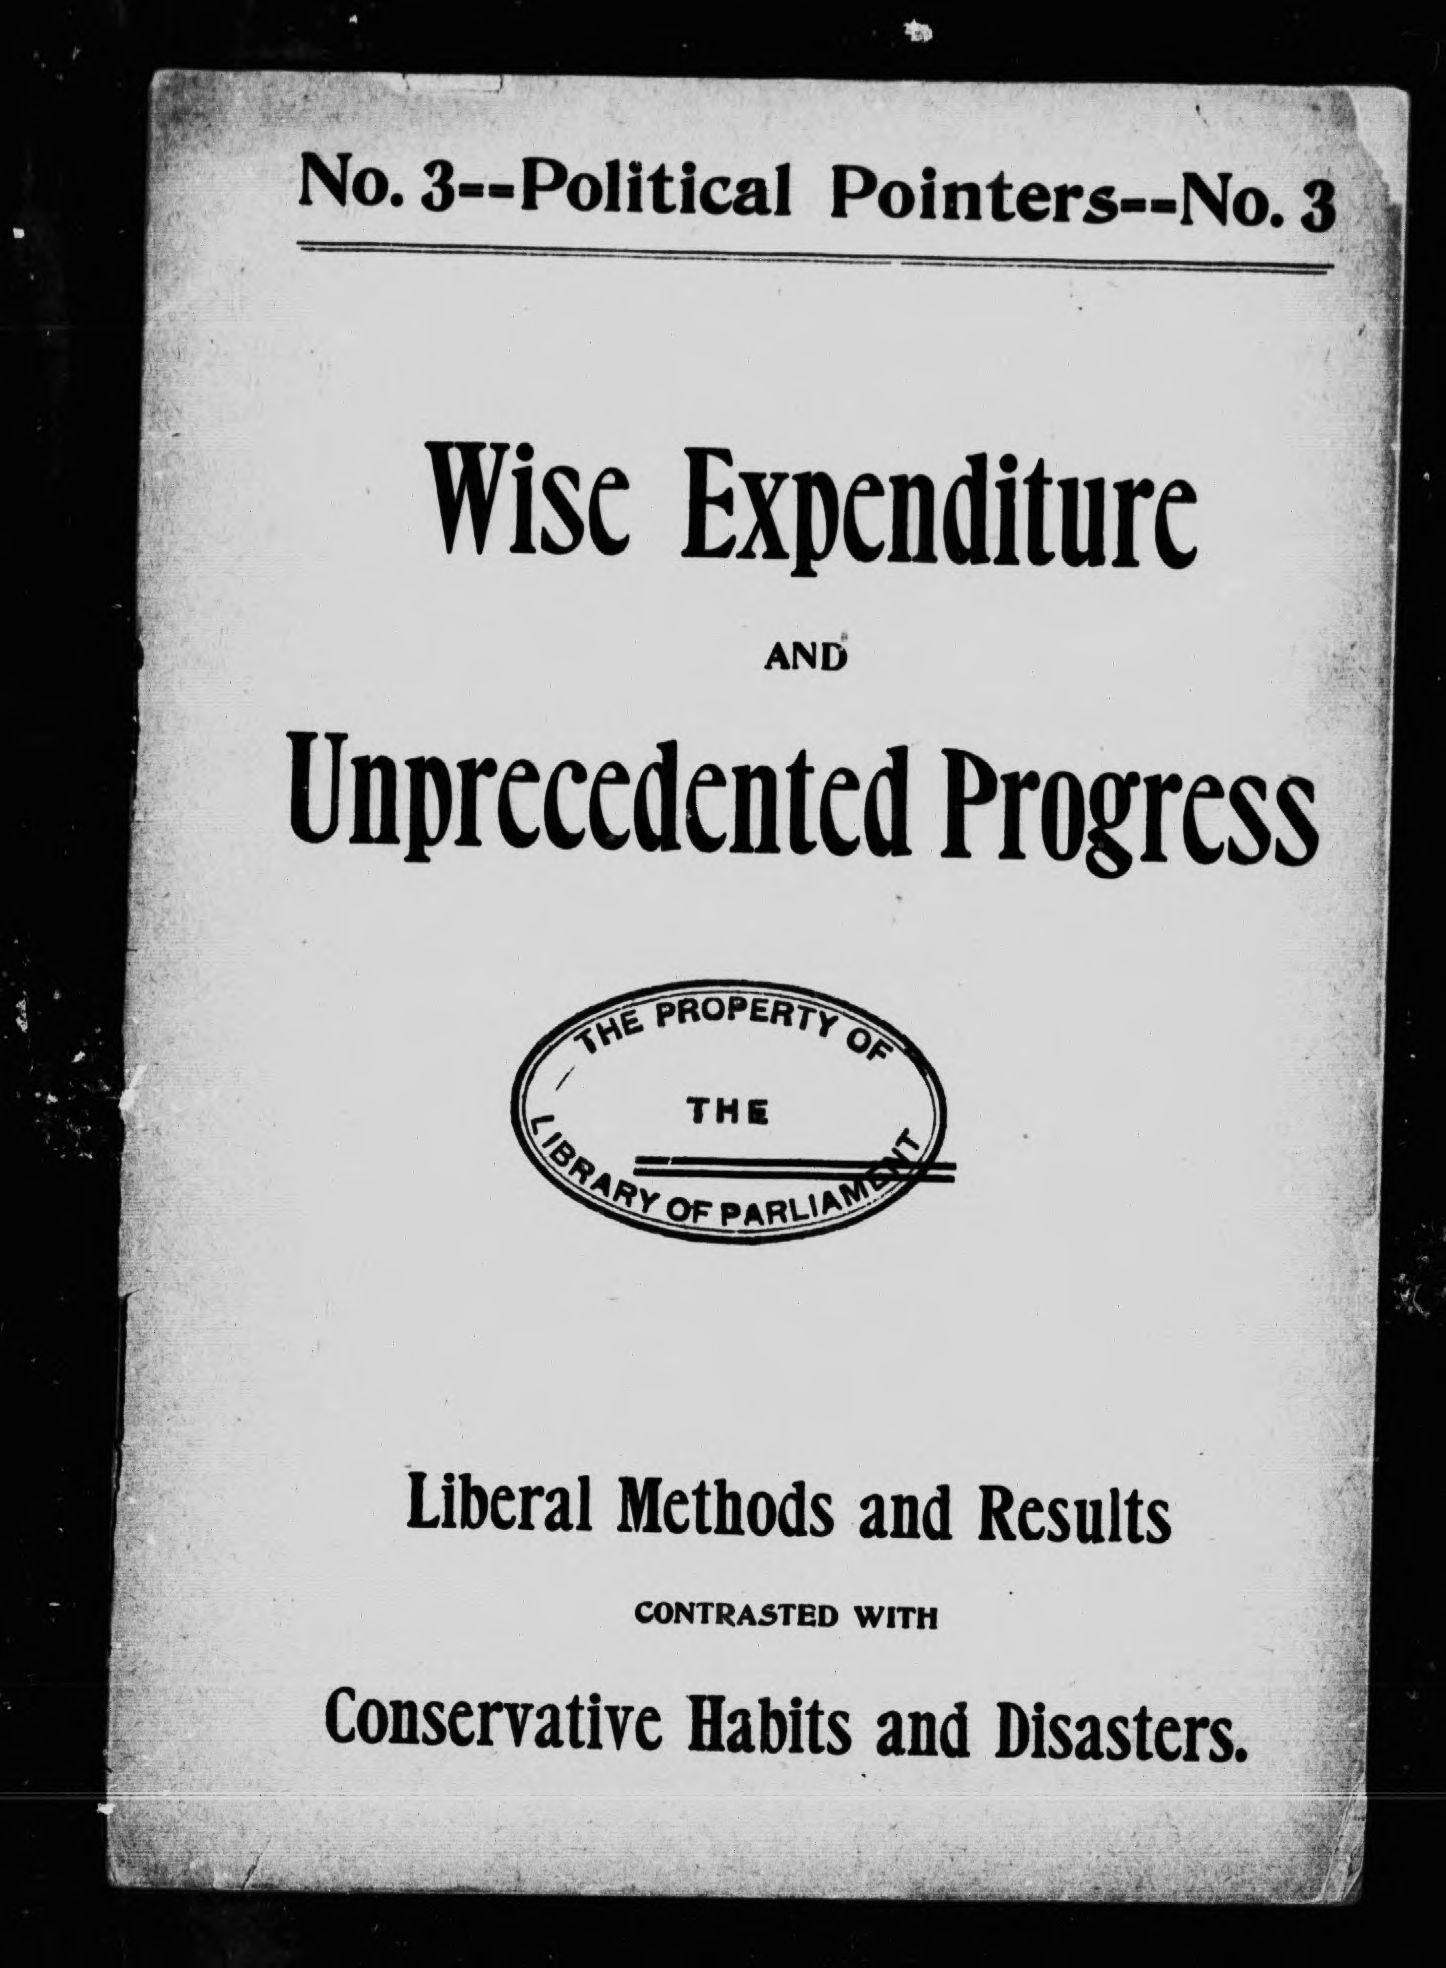 No. 3--Political Pointers--No. 3
Wise Expenditure
AND
Unprecedented Progress
THE PROPERTY OF
THE
LIBRARY OF PARLIAMENT
Liberal Methods and Results
CONTRASTED WITH
Conservative Habits and Disasters.